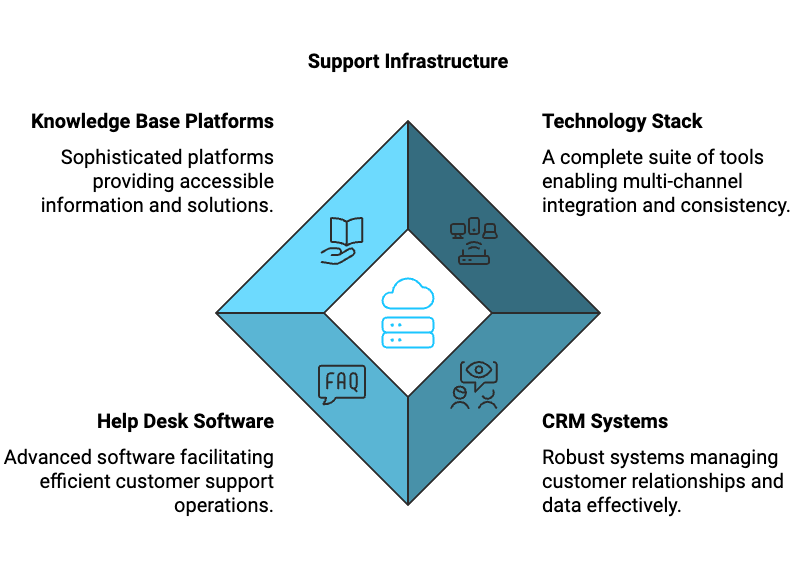 Support Infrastructure
Knowledge Base Platforms
Sophisticated platforms
providing accessible
information and solutions.
Technology Stack
A complete suite of tools
enabling multi-channel
integration and consistency.
FAQ
Help Desk Software
Advanced software facilitating
efficient customer support
operations.
CRM Systems
Robust systems managing
customer relationships and
data effectively.